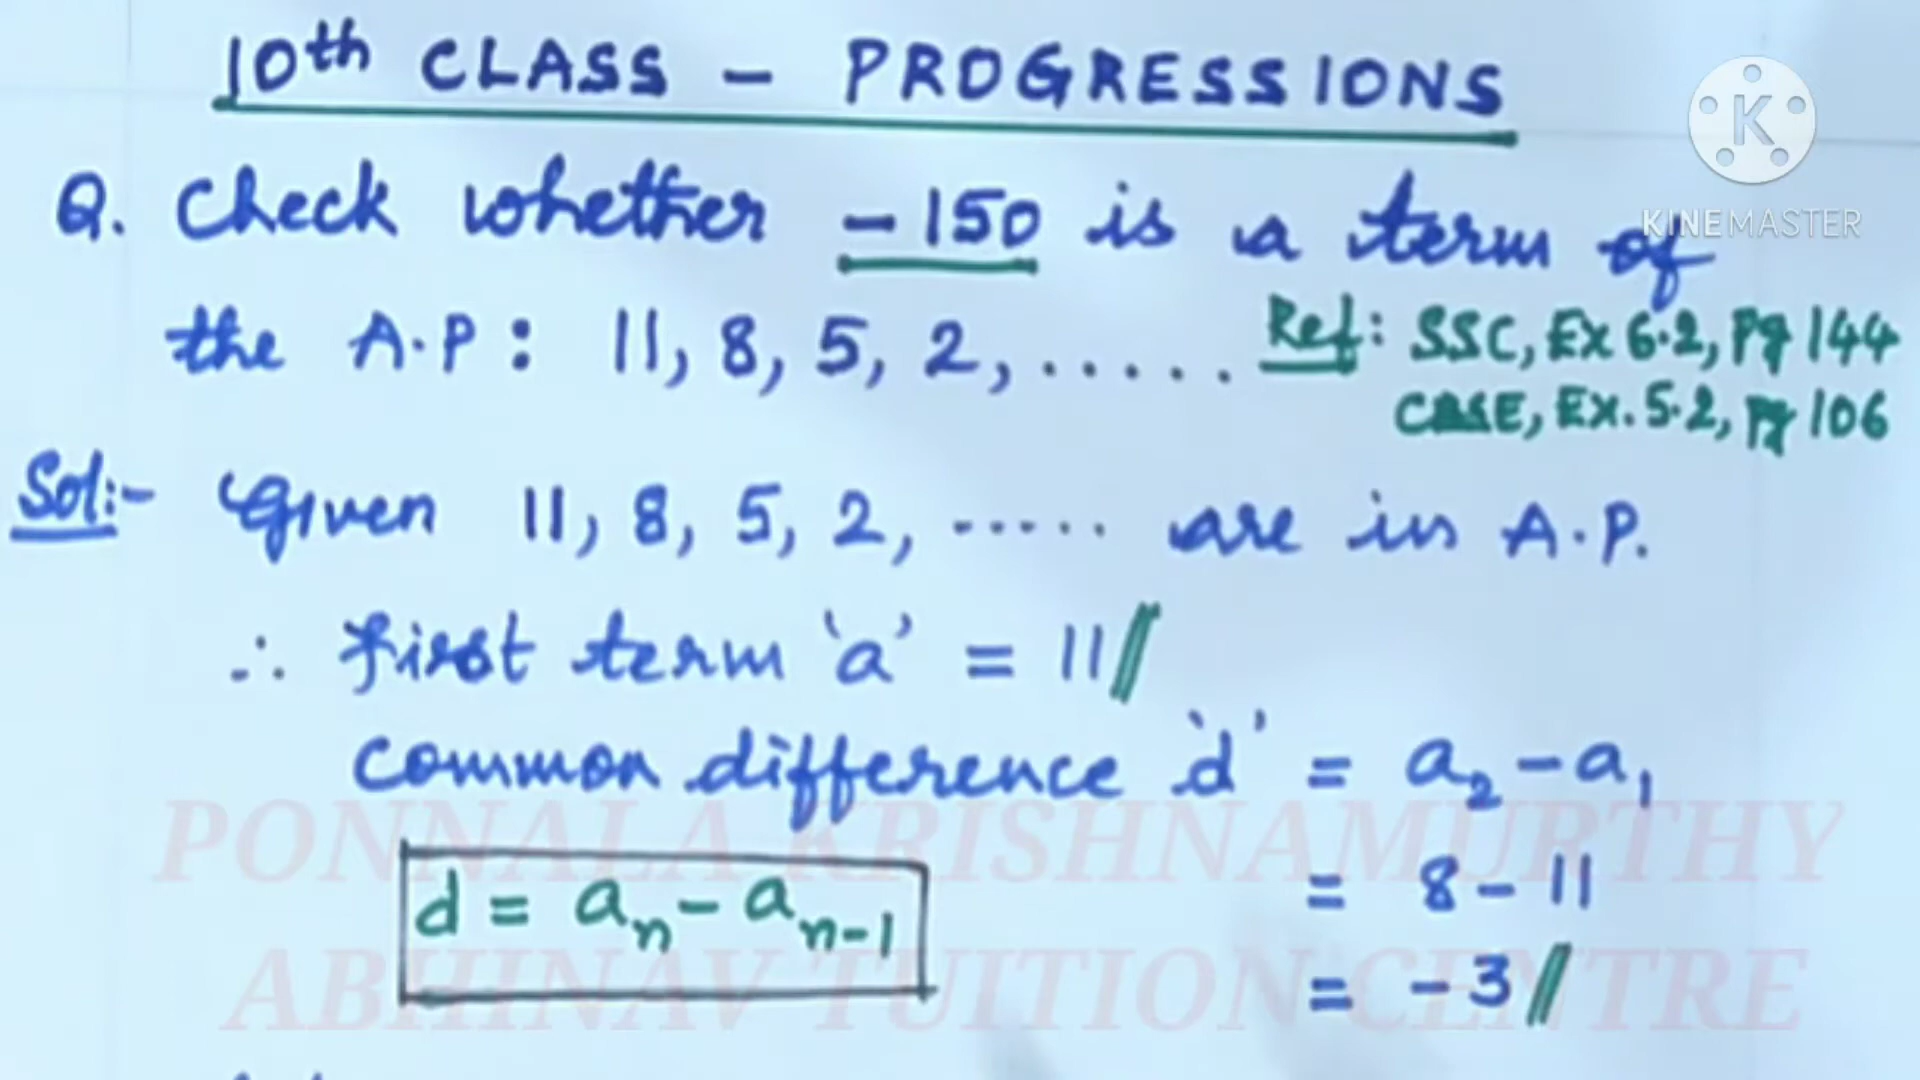 10th CLASS - PROGRESSIONS
Q. Check whether -150 is a term of
the A.P : 11, 8, 5, 2, ..... Ref: SSC, Ex 6.2, Pg 144
CBSE, Ex. 5.2, Pg 106
Sol:- Given 11, 8, 5, 2, ..... are in A.P.
∴ first term 'a' = 11//
common difference 'd' = a₂ - a₁
d = aₙ - aₙ₋₁
= 8 - 11
= -3//
K
KINEMASTER
PONNALA KRISHNAMURTHY
ABHINAV TUITION CENTRE